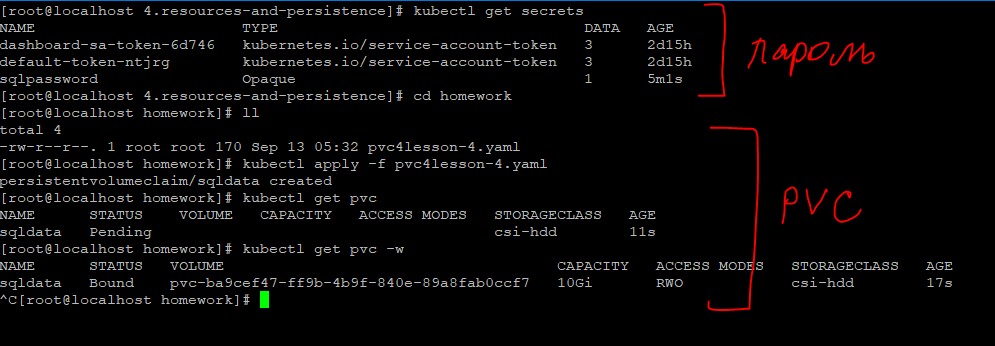 [root@localhost 4.resources-and-persistence]# kubectl get secrets
NAME TYPE DATA AGE
dashboard-sa-token-6d746 kubernetes.io/service-account-token 3 2d15h
default-token-ntjrg kubernetes.io/service-account-token 3 2d15h
sqlpassword Opaque 1 5m1s
пароль
[root@localhost 4.resources-and-persistence]# cd homework
[root@localhost homework]# ll
total 4
-rw-r--r--. 1 root root 170 Sep 13 05:32 pvc4lesson-4.yaml
[root@localhost homework]# kubectl apply -f pvc4lesson-4.yaml
persistentvolumeclaim/sqldata created
[root@localhost homework]# kubectl get pvc
NAME STATUS VOLUME CAPACITY ACCESS MODES STORAGECLASS AGE
sqldata Pending csi-hdd 11s
PVC
[root@localhost homework]# kubectl get pvc -w
NAME STATUS VOLUME CAPACITY ACCESS MODES STORAGECLASS AGE
sqldata Bound pvc-ba9cef47-ff9b-4b9f-840e-89a8fab0ccf7 10Gi RWO csi-hdd 17s
^C[root@localhost homework]#